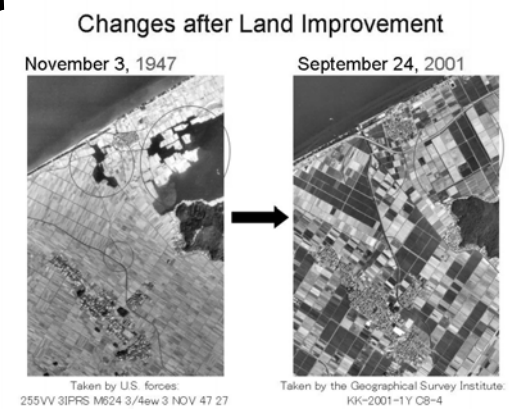 Changes after Land Improvement
November 3, 1947
September 24, 2001
Taken by U.S. forces:
255VV 3IPRS M624 3/4ew 3 NOV 47 27
Taken by the Geographical Survey Institute:
KK-2001-1Y C8-4